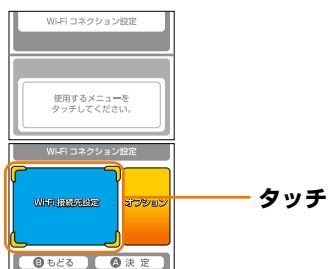 Wi-Fi コネクション設定
使用するメニューを
タッチしてください。
Wi-Fi コネクション設定
Wi-Fi 接続先設定
オプション
タッチ
Ⓑ もどる
Ⓐ 決 定